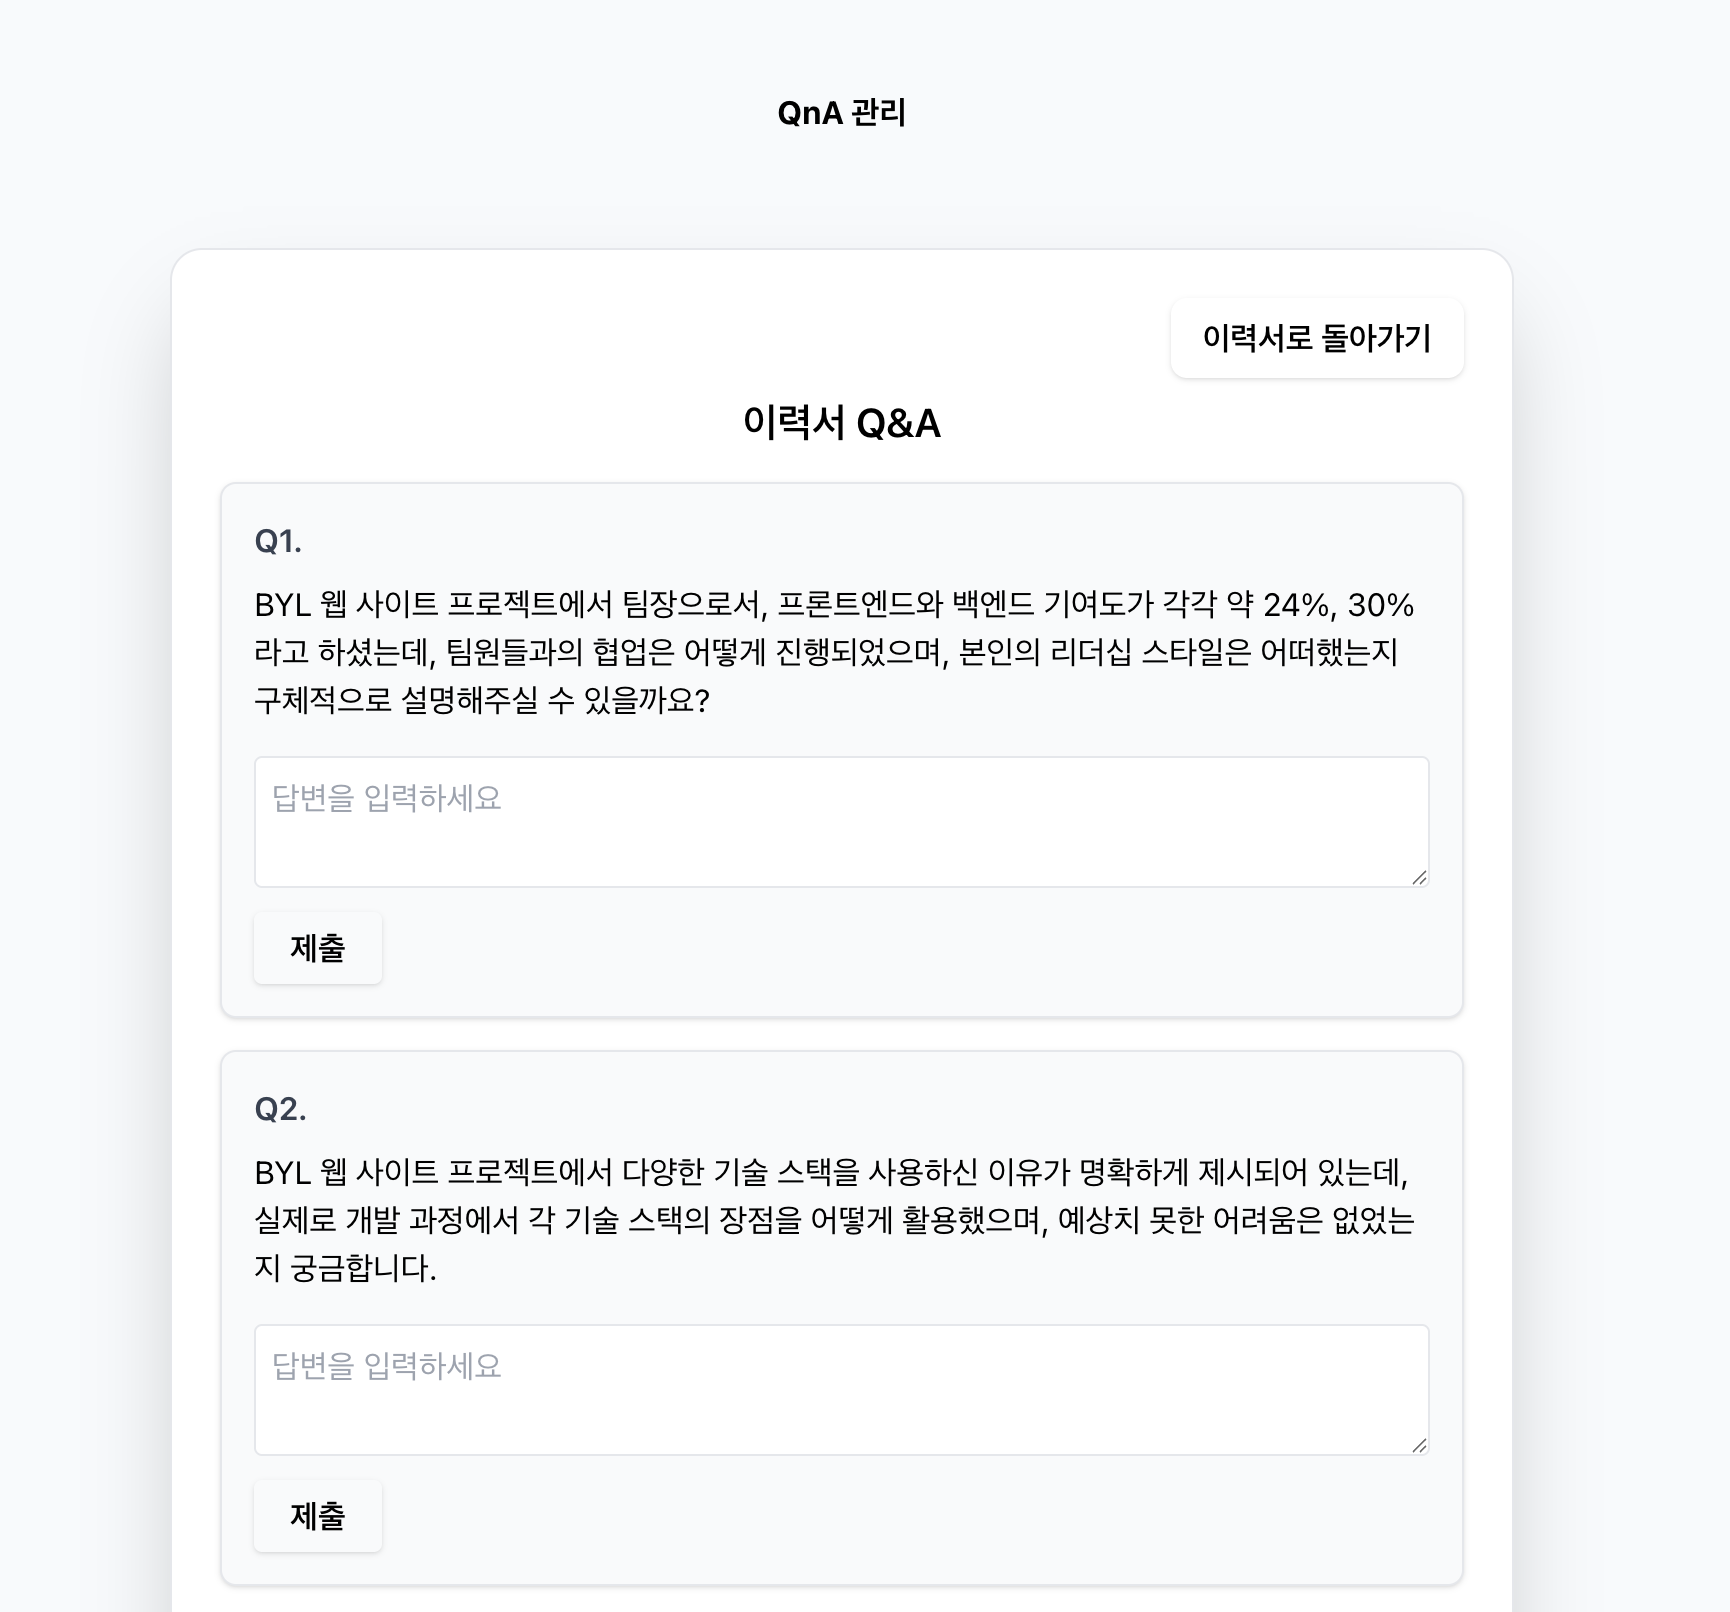 QnA 관리
이력서로 돌아가기
이력서 Q&A
Q1.
BYL 웹 사이트 프로젝트에서 팀장으로서, 프론트엔드와 백엔드 기여도가 각각 약 24%, 30%
라고 하셨는데, 팀원들과의 협업은 어떻게 진행되었으며, 본인의 리더십 스타일은 어떠했는지
구체적으로 설명해주실 수 있을까요?
답변을 입력하세요
제출
Q2.
BYL 웹 사이트 프로젝트에서 다양한 기술 스택을 사용하신 이유가 명확하게 제시되어 있는데,
실제로 개발 과정에서 각 기술 스택의 장점을 어떻게 활용했으며, 예상치 못한 어려움은 없었는
지 궁금합니다.
답변을 입력하세요
제출